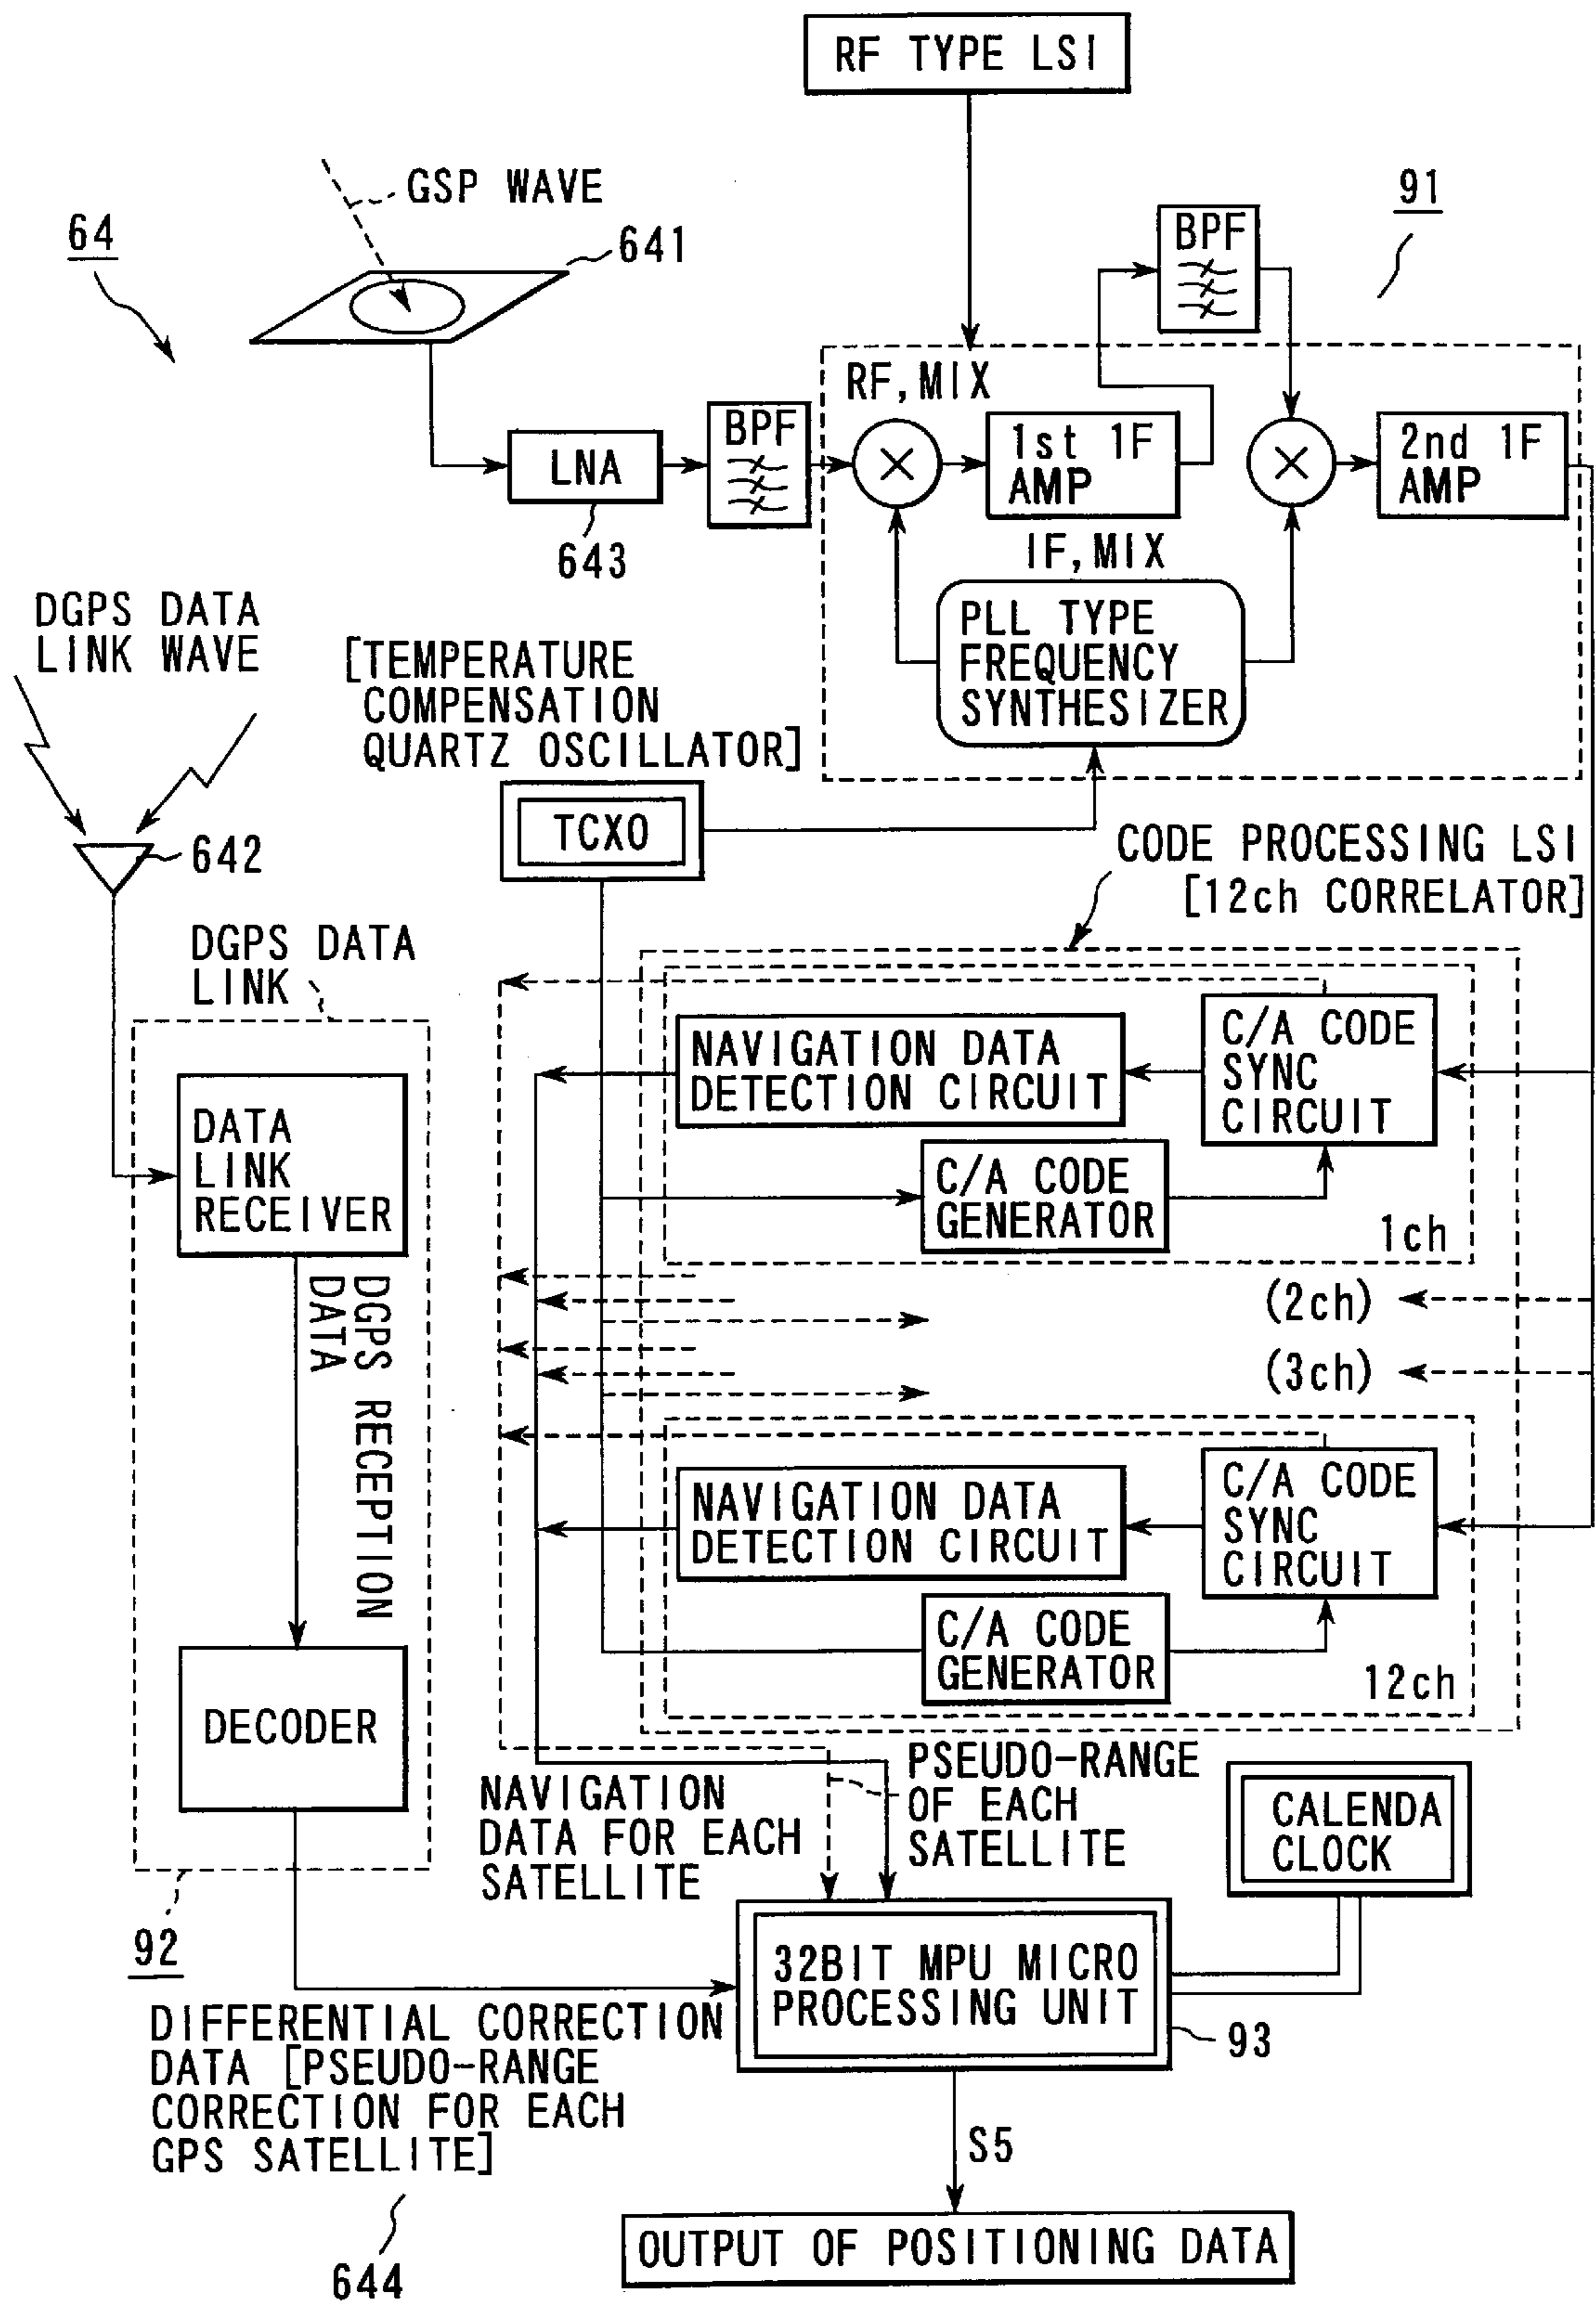 RF TYPE LSI
GSP WAVE
64
641
91
BPF
RF, MIX
BPF
1st 1F
AMP
2nd 1F
AMP
LNA
643
IF, MIX
DGPS DATA
LINK WAVE
[TEMPERATURE
COMPENSATION
QUARTZ OSCILLATOR]
PLL TYPE
FREQUENCY
SYNTHESIZER
TCXO
642
CODE PROCESSING LSI
[12ch CORRELATOR]
DGPS DATA
LINK
NAVIGATION DATA
DETECTION CIRCUIT
C/A CODE
SYNC
CIRCUIT
DATA
LINK
RECEIVER
C/A CODE
GENERATOR
1ch
DGPS RECEPTION
DATA
(2ch)
(3ch)
NAVIGATION DATA
DETECTION CIRCUIT
C/A CODE
SYNC
CIRCUIT
C/A CODE
GENERATOR
12ch
DECODER
NAVIGATION
DATA FOR EACH
SATELLITE
PSEUDO-RANGE
OF EACH
SATELLITE
CALENDA
CLOCK
92
32BIT MPU MICRO
PROCESSING UNIT
93
DIFFERENTIAL CORRECTION
DATA [PSEUDO-RANGE
CORRECTION FOR EACH
GPS SATELLITE]
S5
644
OUTPUT OF POSITIONING DATA